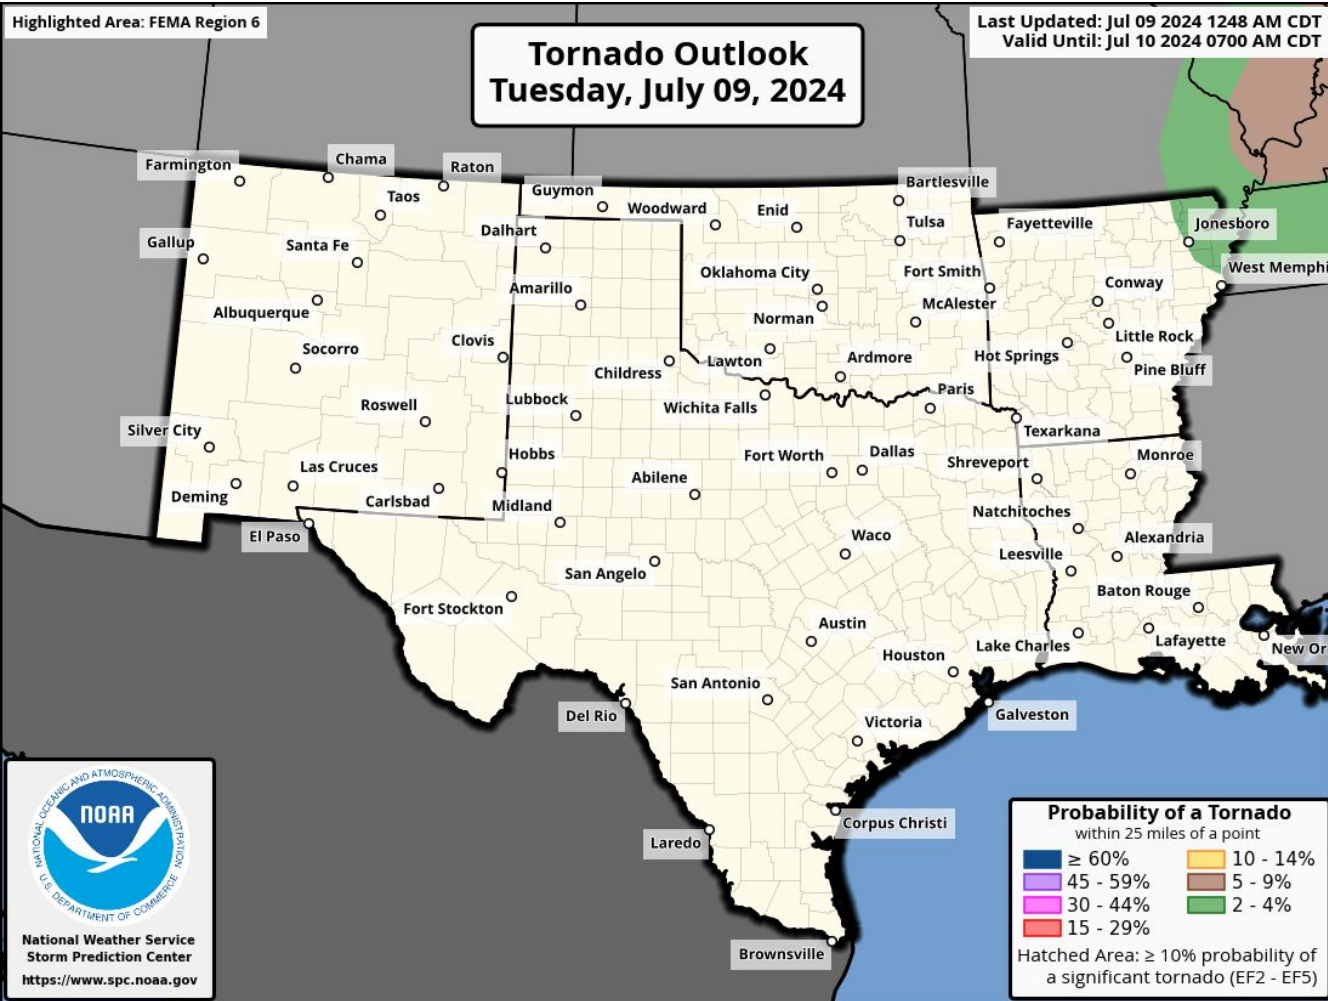 Highlighted Area: FEMA Region 6
Tornado Outlook
Tuesday, July 09, 2024
Last Updated: Jul 09 2024 1248 AM CDT
Valid Until: Jul 10 2024 0700 AM CDT
Farmington
Chama
Raton
Taos
Guymon
Woodward
Enid
Bartlesville
Gallup
Santa Fe
Dalhart
Tulsa
Fayetteville
Jonesboro
Amarillo
Oklahoma City
Fort Smith
West Memphi
Albuquerque
Norman
McAlester
Conway
Socorro
Clovis
Childress
Lawton
Ardmore
Hot Springs
Little Rock
Pine Bluff
Roswell
Lubbock
Wichita Falls
Paris
Silver City
Texarkana
Las Cruces
Hobbs
Abilene
Fort Worth
Dallas
Shreveport
Monroe
Deming
Carlsbad
Midland
Natchitoches
El Paso
Waco
Leesville
Alexandria
San Angelo
Fort Stockton
Baton Rouge
Austin
Lake Charles
Lafayette
New Or
Houston
San Antonio
Del Rio
Victoria
Galveston
Corpus Christi
Laredo
Brownsville
NATIONAL OCEANIC AND ATMOSPHERIC ADMINISTRATION
NOAA
U.S. DEPARTMENT OF COMMERCE
National Weather Service
Storm Prediction Center
https://www.spc.noaa.gov
Probability of a Tornado
within 25 miles of a point
≥ 60% 10 - 14%
45 - 59% 5 - 9%
30 - 44% 2 - 4%
15 - 29%
Hatched Area: ≥ 10% probability of
a significant tornado (EF2 - EF5)